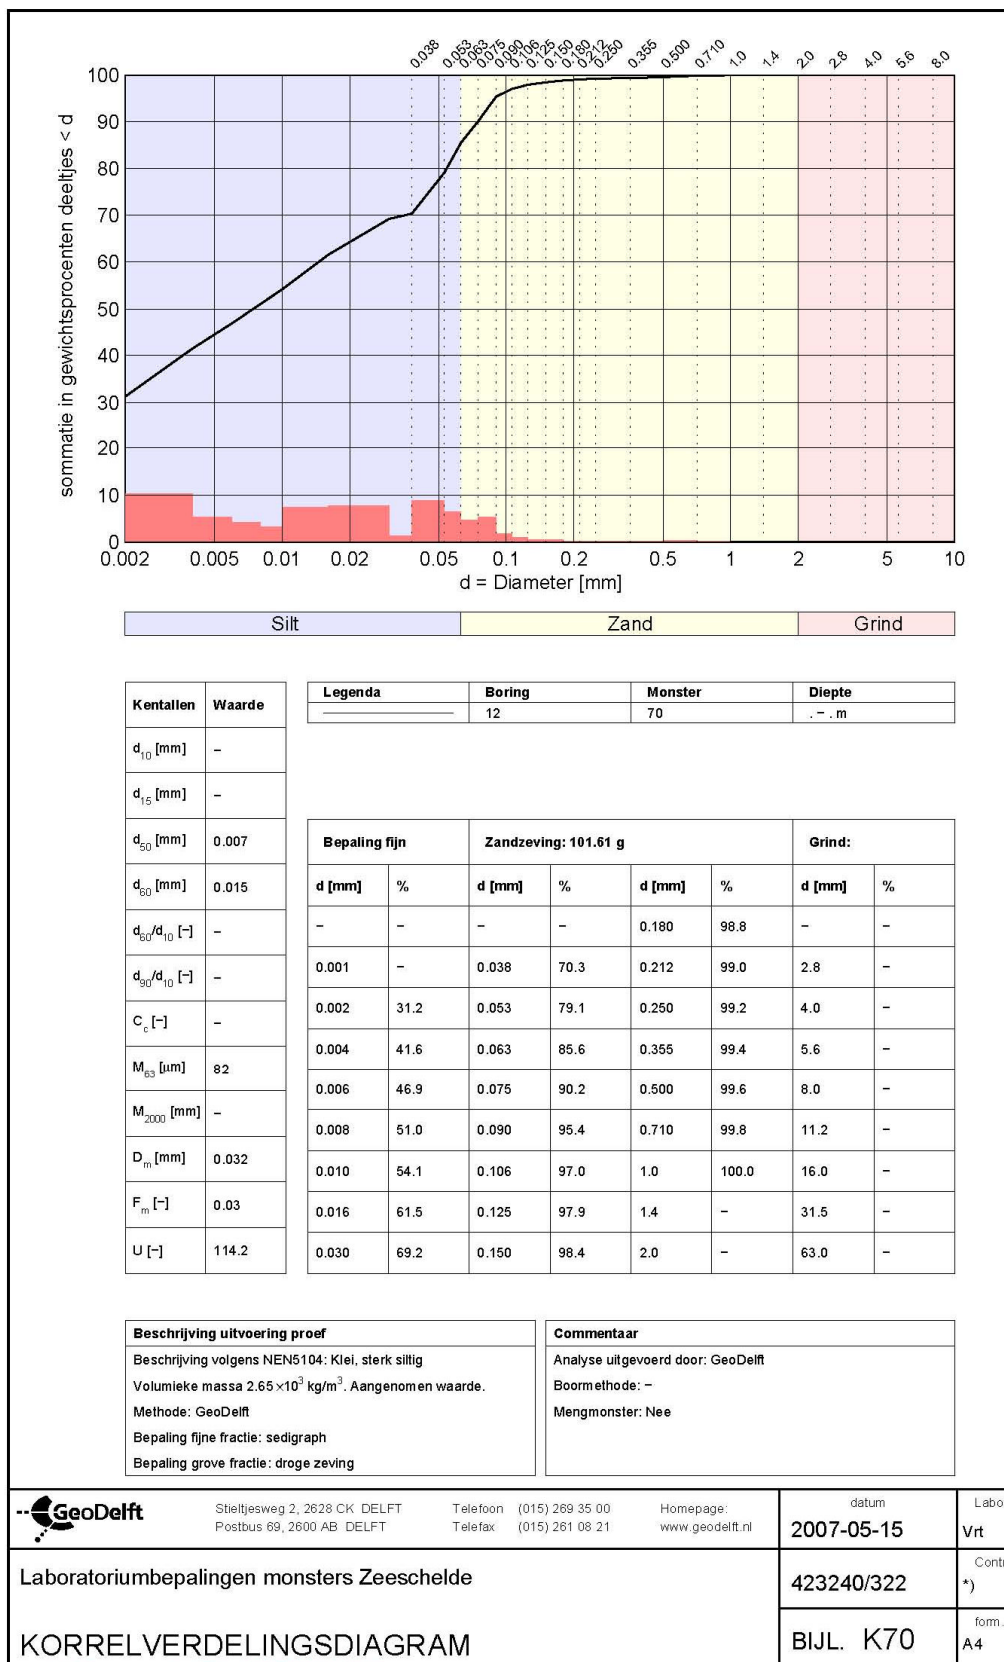 0.038 0.053 0.063 0.075 0.090 0.106 0.125 0.150 0.180 0.212 0.250 0.355 0.500 0.710 1.0 1.4 2.0 2.8 4.0 5.6 8.0
sommatie in gewichtsprocenten deeltjes < d
100
90
80
70
60
50
40
30
20
10
0
0.002 0.005 0.01 0.02 0.05 0.1 0.2 0.5 1 2 5 10
d = Diameter [mm]
Silt Zand Grind
Kentallen Waarde
d10 [mm] –
d15 [mm] –
d50 [mm] 0.007
d60 [mm] 0.015
d60/d10 [–] –
d90/d10 [–] –
Cc [–] –
M63 [µm] 82
M2000 [mm] –
Dm [mm] 0.032
Fm [–] 0.03
U [–] 114.2
Legenda Boring Monster Diepte
12 70 . – . m
Bepaling fijn Zandzeving: 101.61 g Grind:
d [mm] % d [mm] % d [mm] % d [mm] %
– – – – 0.180 98.8 – –
0.001 – 0.038 70.3 0.212 99.0 2.8 –
0.002 31.2 0.053 79.1 0.250 99.2 4.0 –
0.004 41.6 0.063 85.6 0.355 99.4 5.6 –
0.006 46.9 0.075 90.2 0.500 99.6 8.0 –
0.008 51.0 0.090 95.4 0.710 99.8 11.2 –
0.010 54.1 0.106 97.0 1.0 100.0 16.0 –
0.016 61.5 0.125 97.9 1.4 – 31.5 –
0.030 69.2 0.150 98.4 2.0 – 63.0 –
Beschrijving uitvoering proef
Beschrijving volgens NEN5104: Klei, sterk siltig
Volumieke massa 2.65×10³ kg/m³. Aangenomen waarde.
Methode: GeoDelft
Bepaling fijne fractie: sedigraph
Bepaling grove fractie: droge zeving
Commentaar
Analyse uitgevoerd door: GeoDelft
Boormethode: –
Mengmonster: Nee
GeoDelft
Stieltjesweg 2, 2628 CK DELFT Telefoon (015) 269 35 00 Homepage:
Postbus 69, 2600 AB DELFT Telefax (015) 261 08 21 www.geodelft.nl
datum Labo
2007-05-15 Vrt
Laboratoriumbepalingen monsters Zeeschelde
423240/322 Contr
*)
KORRELVERDELINGSDIAGRAM
BIJL. K70 form.
A4